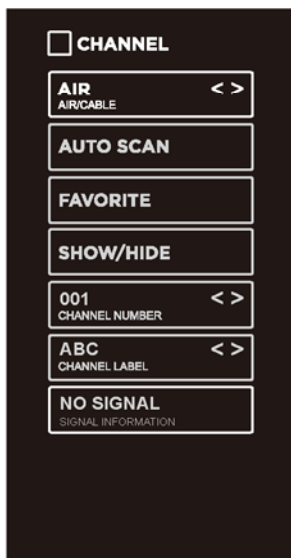 CHANNEL
AIR < >
AIR/CABLE
AUTO SCAN
FAVORITE
SHOW/HIDE
001 < >
CHANNEL NUMBER
ABC < >
CHANNEL LABEL
NO SIGNAL
SIGNAL INFORMATION